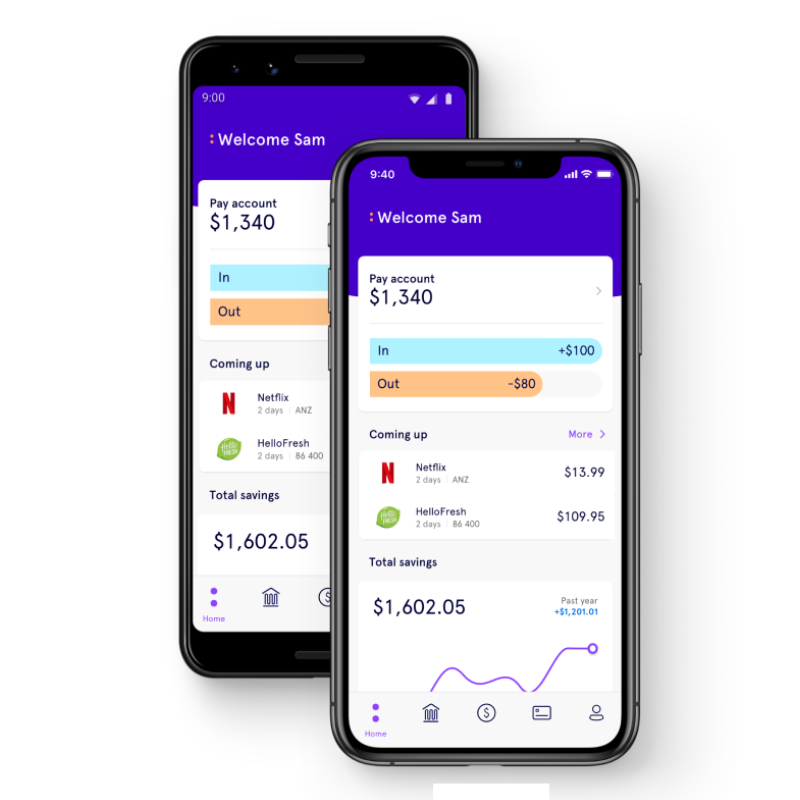 9:00
Welcome Sam
Pay account
$1,340
In
Out
Coming up
Netflix
2 days | ANZ
HelloFresh
2 days | 86 400
Total savings
$1,602.05
Home
9:40
Welcome Sam
Pay account
$1,340
In +$100
Out -$80
Coming up More
N
Netflix
2 days | ANZ
$13.99
Hello FRESH
HelloFresh
2 days | 86 400
$109.95
Total savings
$1,602.05
Past year
+$1,201.01
$
Home